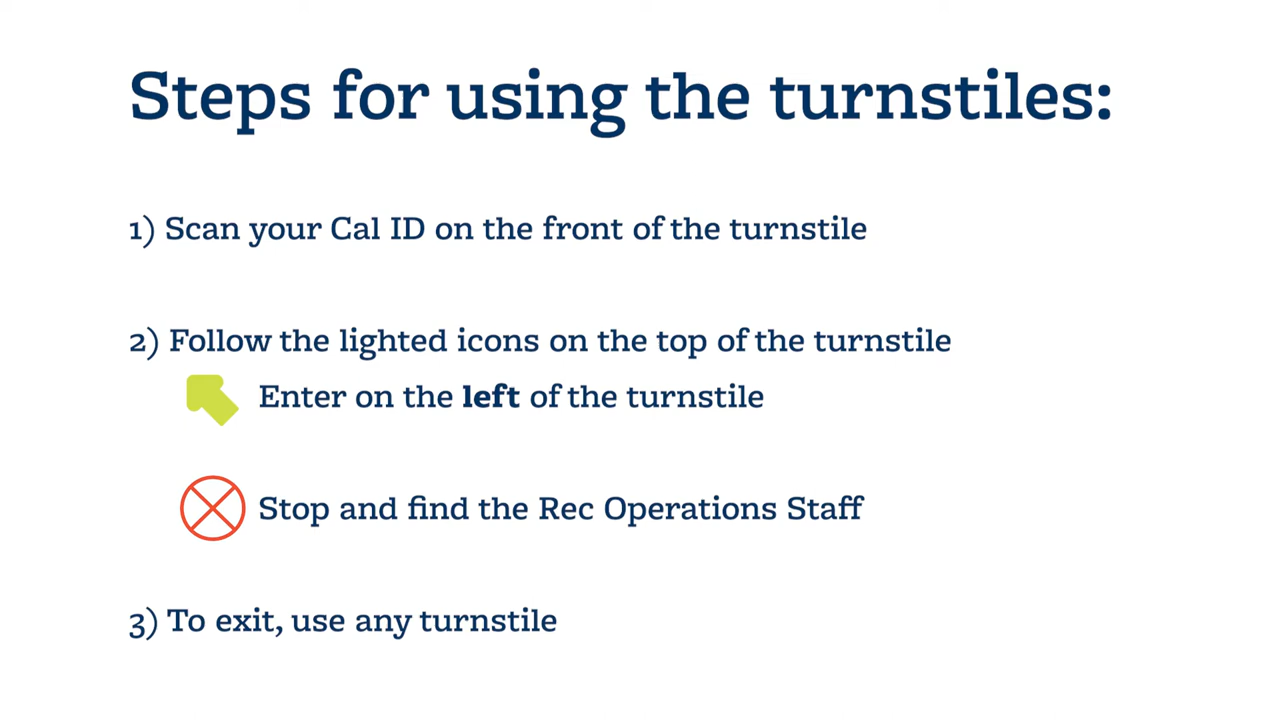 Steps for using the turnstiles:
1) Scan your Cal ID on the front of the turnstile
2) Follow the lighted icons on the top of the turnstile
Enter on the left of the turnstile
Stop and find the Rec Operations Staff
3) To exit, use any turnstile